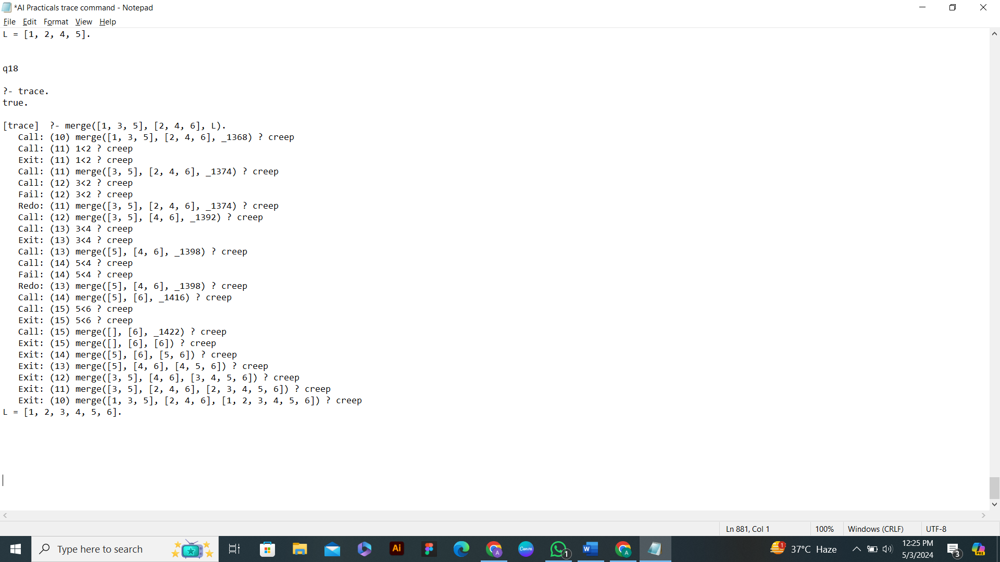 *AI Practicals trace command - Notepad
File Edit Format View Help
L = [1, 2, 4, 5].
q18
?- trace.
true.
[trace]  ?- merge([1, 3, 5], [2, 4, 6], L).
   Call: (10) merge([1, 3, 5], [2, 4, 6], _1368) ? creep
   Call: (11) 1<2 ? creep
   Exit: (11) 1<2 ? creep
   Call: (11) merge([3, 5], [2, 4, 6], _1374) ? creep
   Call: (12) 3<2 ? creep
   Fail: (12) 3<2 ? creep
   Redo: (11) merge([3, 5], [2, 4, 6], _1374) ? creep
   Call: (12) merge([3, 5], [4, 6], _1392) ? creep
   Call: (13) 3<4 ? creep
   Exit: (13) 3<4 ? creep
   Call: (13) merge([5], [4, 6], _1398) ? creep
   Call: (14) 5<4 ? creep
   Fail: (14) 5<4 ? creep
   Redo: (13) merge([5], [4, 6], _1398) ? creep
   Call: (14) merge([5], [6], _1416) ? creep
   Call: (15) 5<6 ? creep
   Exit: (15) 5<6 ? creep
   Call: (15) merge([], [6], _1422) ? creep
   Exit: (15) merge([], [6], [6]) ? creep
   Exit: (14) merge([5], [6], [5, 6]) ? creep
   Exit: (13) merge([5], [4, 6], [4, 5, 6]) ? creep
   Exit: (12) merge([3, 5], [4, 6], [3, 4, 5, 6]) ? creep
   Exit: (11) merge([3, 5], [2, 4, 6], [2, 3, 4, 5, 6]) ? creep
   Exit: (10) merge([1, 3, 5], [2, 4, 6], [1, 2, 3, 4, 5, 6]) ? creep
L = [1, 2, 3, 4, 5, 6].
Ln 881, Col 1 100% Windows (CRLF) UTF-8
Type here to search Ai A Canva 1 W A 1 37°C Haze 12:25 PM 3 PRE
5/3/2024